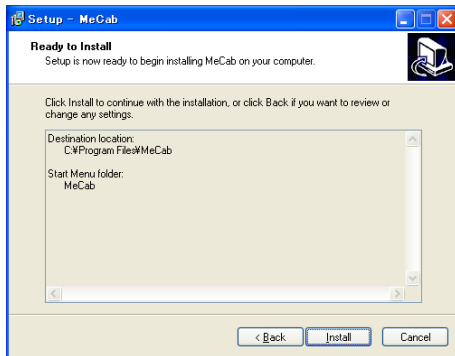 Setup - MeCab
Ready to Install
Setup is now ready to begin installing MeCab on your computer.
Click Install to continue with the installation, or click Back if you want to review or
change any settings.
Destination location:
C:¥Program Files¥MeCab
Start Menu folder:
MeCab
< Back
Install
Cancel